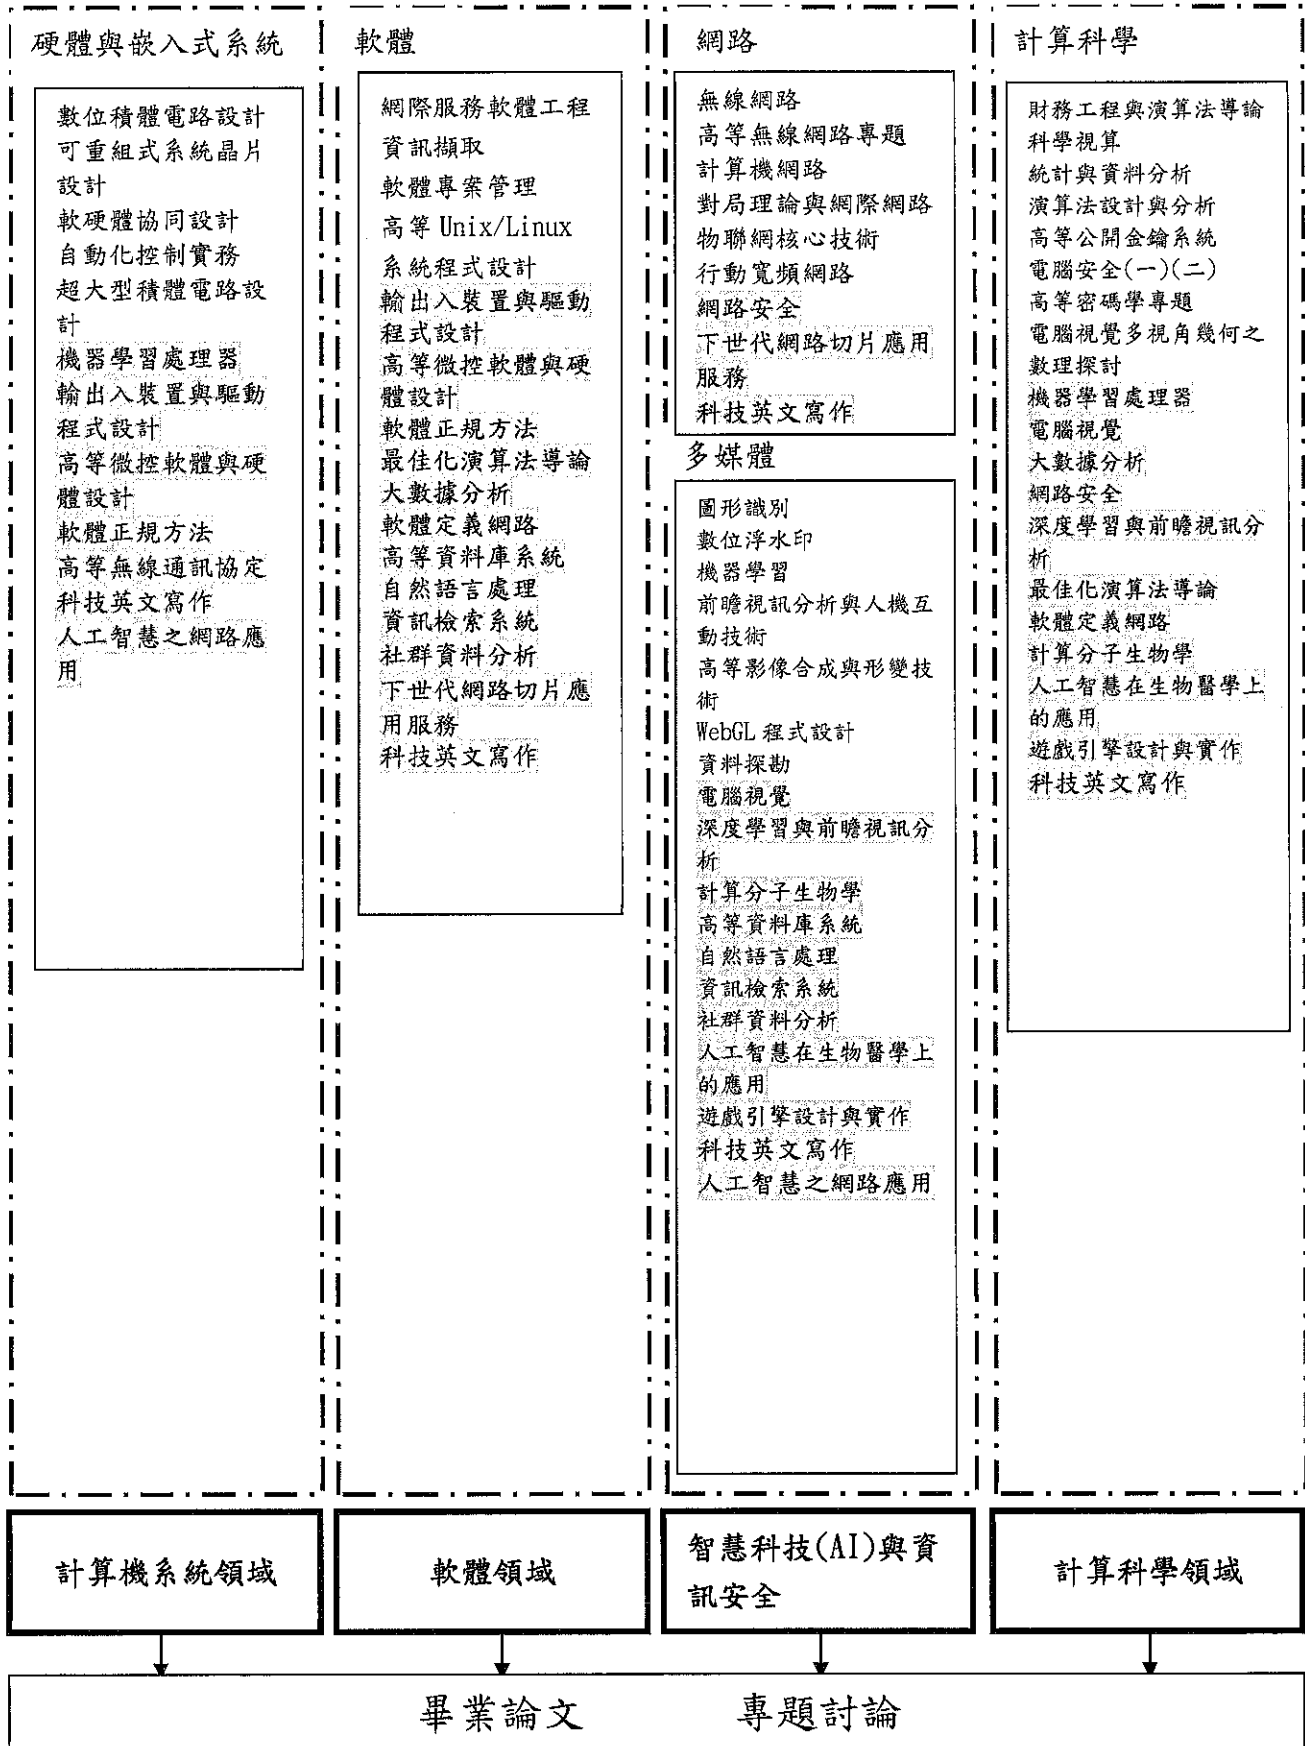 硬體與嵌入式系統
數位積體電路設計
可重組式系統晶片
設計
軟硬體協同設計
自動化控制實務
超大型積體電路設
計
機器學習處理器
輸出入裝置與驅動
程式設計
高等微控軟體與硬
體設計
軟體正規方法
高等無線通訊協定
科技英文寫作
人工智慧之網路應
用
軟體
網際服務軟體工程
資訊擷取
軟體專案管理
高等 Unix/Linux
系統程式設計
輸出入裝置與驅動
程式設計
高等微控軟體與硬
體設計
軟體正規方法
最佳化演算法導論
大數據分析
軟體定義網路
高等資料庫系統
自然語言處理
資訊檢索系統
社群資料分析
下世代網路切片應
用服務
科技英文寫作
網路
無線網路
高等無線網路專題
計算機網路
對局理論與網際網路
物聯網核心技術
行動寬頻網路
網路安全
下世代網路切片應用
服務
科技英文寫作
多媒體
圖形識別
數位浮水印
機器學習
前瞻視訊分析與人機互
動技術
高等影像合成與形變技
術
WebGL 程式設計
資料探勘
電腦視覺
深度學習與前瞻視訊分
析
計算分子生物學
高等資料庫系統
自然語言處理
資訊檢索系統
社群資料分析
人工智慧在生物醫學上
的應用
遊戲引擎設計與實作
科技英文寫作
人工智慧之網路應用
計算科學
財務工程與演算法導論
科學視算
統計與資料分析
演算法設計與分析
高等公開金鑰系統
電腦安全(一)(二)
高等密碼學專題
電腦視覺多視角幾何之
數理探討
機器學習處理器
電腦視覺
大數據分析
網路安全
深度學習與前瞻視訊分
析
最佳化演算法導論
軟體定義網路
計算分子生物學
人工智慧在生物醫學上
的應用
遊戲引擎設計與實作
科技英文寫作
計算機系統領域
軟體領域
智慧科技(AI)與資
訊安全
計算科學領域
畢業論文 專題討論